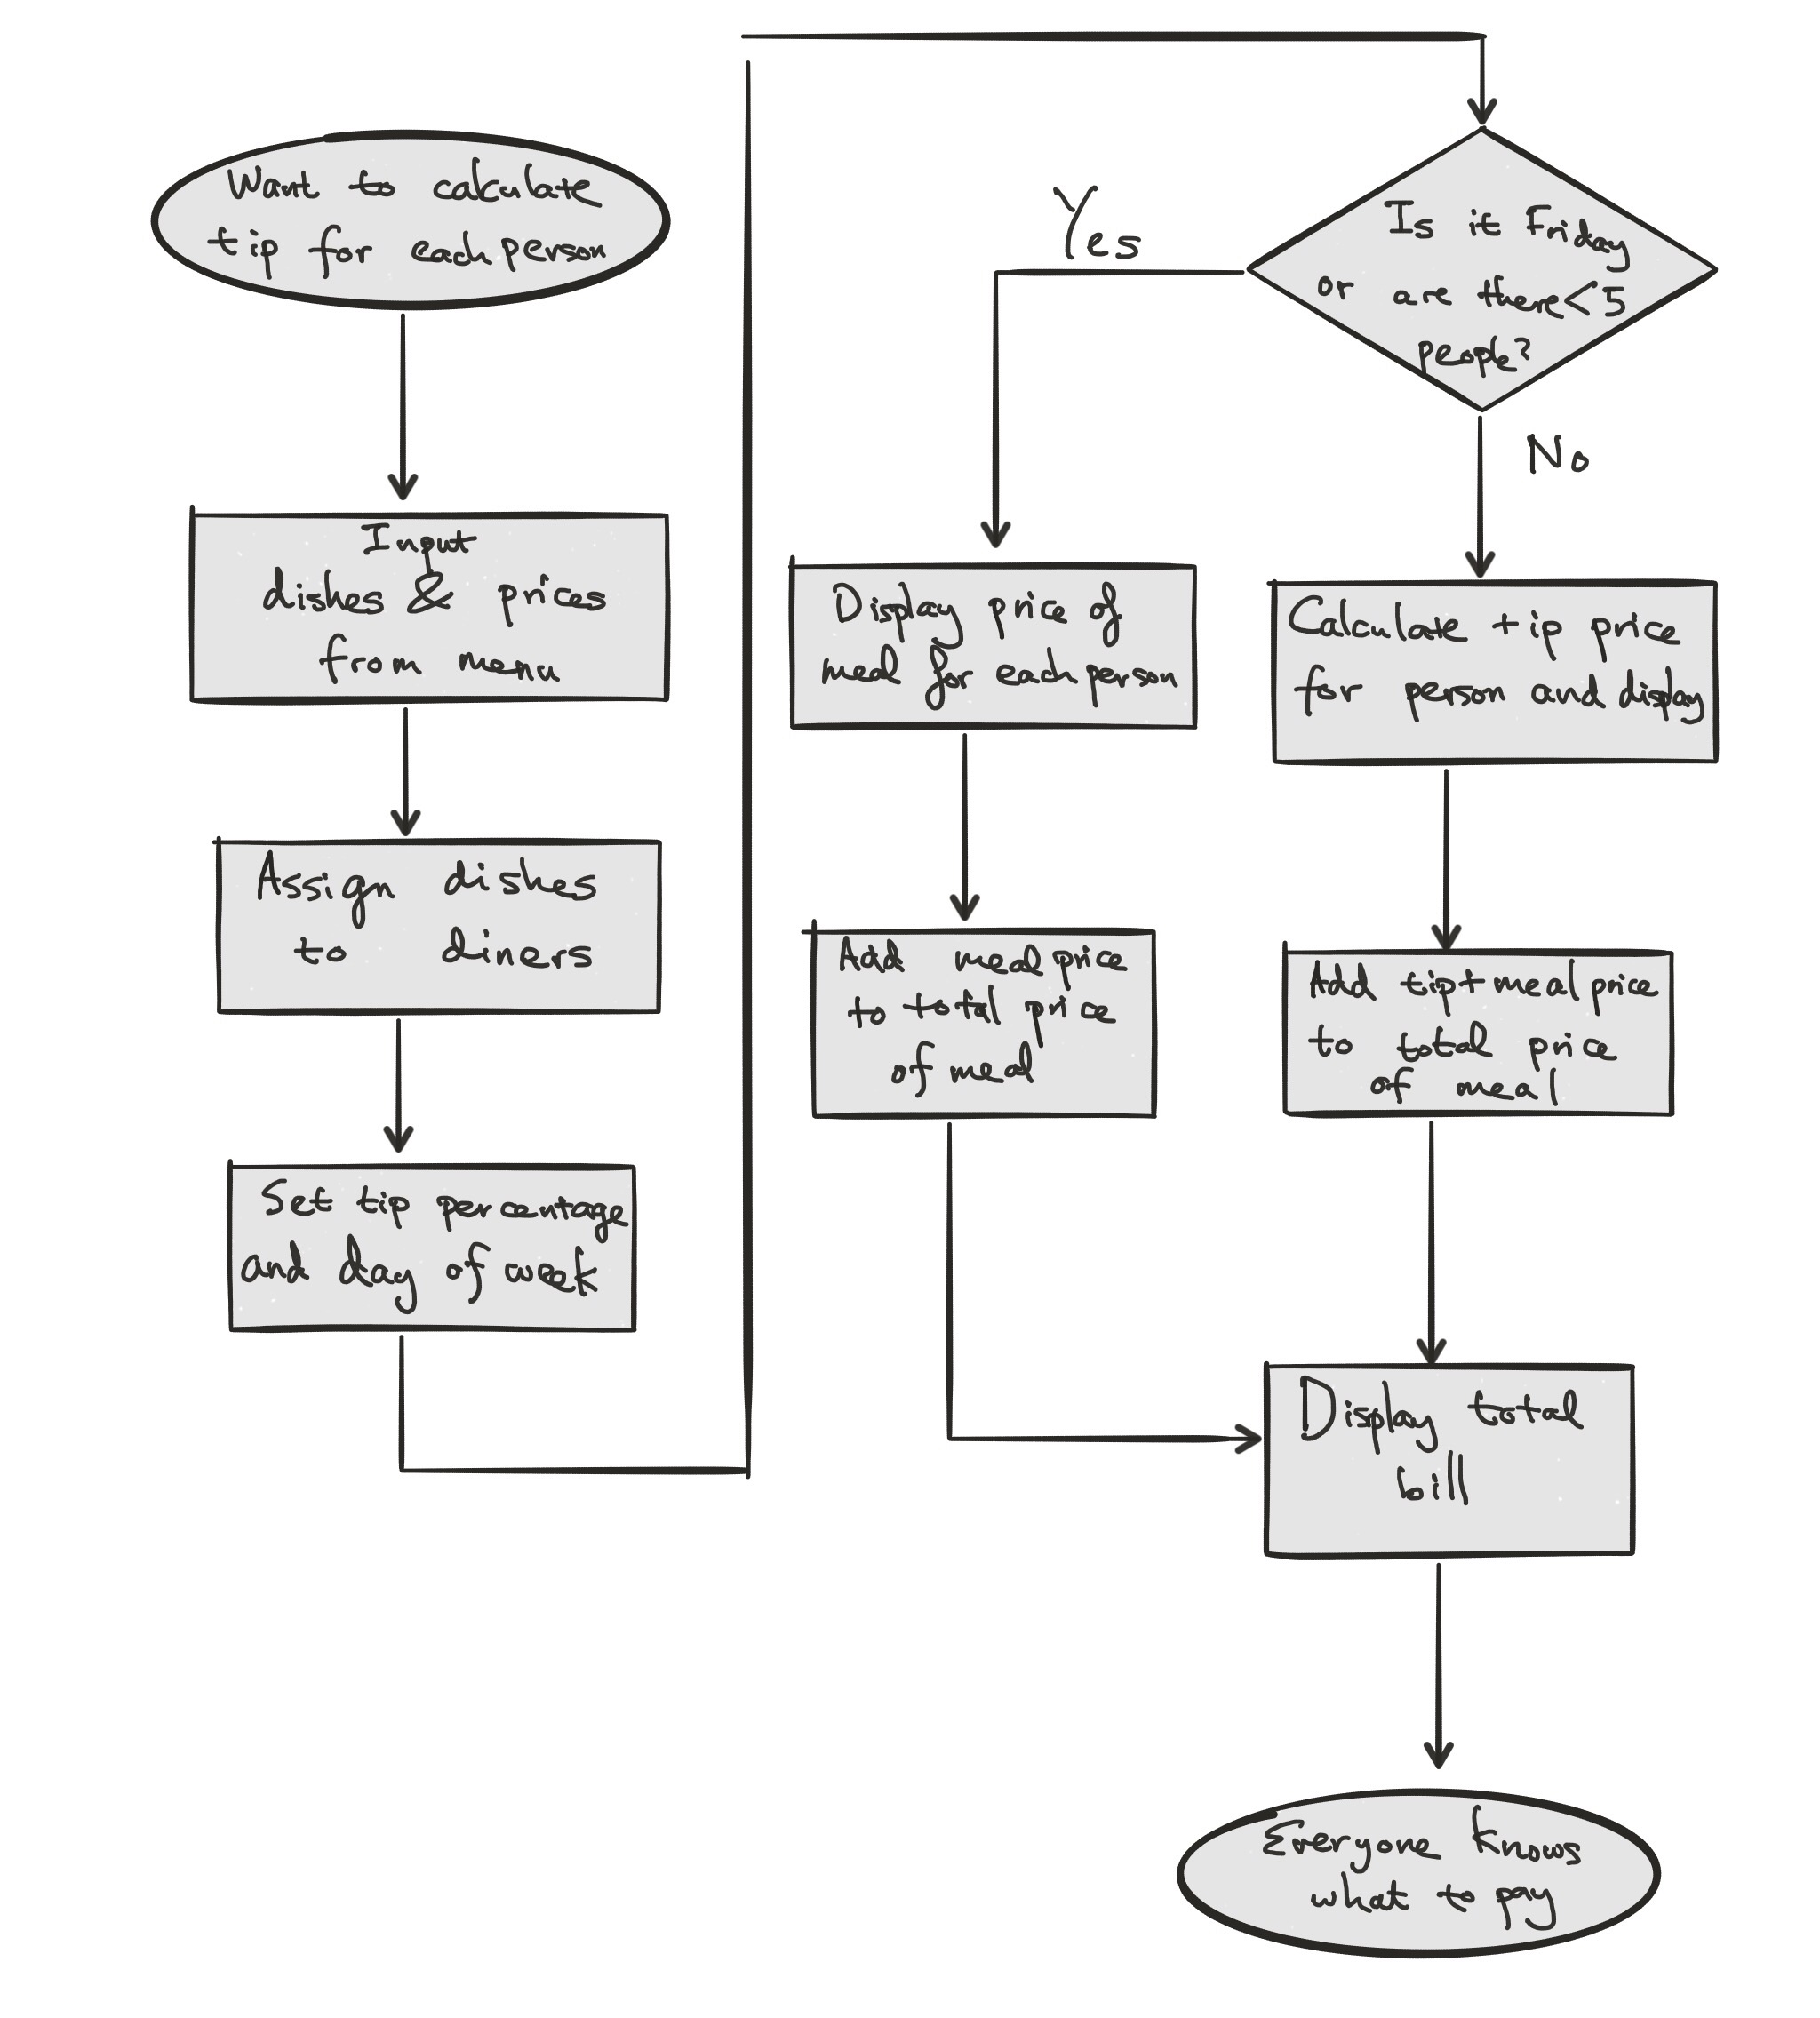 Want to calculate
tip for each person
Input
dishes & prices
from menu
Assign dishes
to diners
Set tip percentage
and day of week
Is it Friday
or are there < 5
people?
Yes
No
Display price of
meal for each person
Add meal price
to total price
of meal
Calculate tip price
for person and display
Add tip + meal price
to total price
of meal
Display total
bill
Everyone knows
what to pay